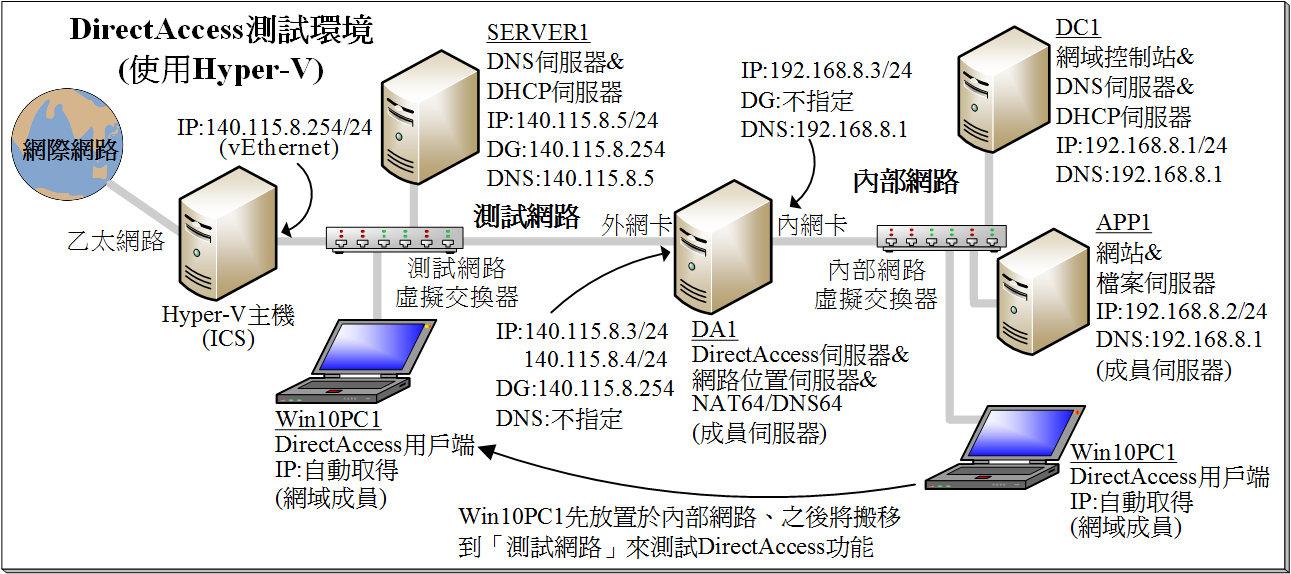 DirectAccess測試環境
(使用Hyper-V)
網際網路
乙太網路
IP:140.115.8.254/24
(vEthernet)
Hyper-V主機
(ICS)
SERVER1
DNS伺服器&
DHCP伺服器
IP:140.115.8.5/24
DG:140.115.8.254
DNS:140.115.8.5
測試網路
測試網路
虛擬交換器
Win10PC1
DirectAccess用戶端
IP:自動取得
(網域成員)
外網卡
內網卡
IP:192.168.8.3/24
DG:不指定
DNS:192.168.8.1
IP:140.115.8.3/24
140.115.8.4/24
DG:140.115.8.254
DNS:不指定
DA1
DirectAccess伺服器&
網路位置伺服器&
NAT64/DNS64
(成員伺服器)
內部網路
內部網路
虛擬交換器
DC1
網域控制站&
DNS伺服器&
DHCP伺服器
IP:192.168.8.1/24
DNS:192.168.8.1
APP1
網站&
檔案伺服器
IP:192.168.8.2/24
DNS:192.168.8.1
(成員伺服器)
Win10PC1
DirectAccess用戶端
IP:自動取得
(網域成員)
Win10PC1先放置於內部網路、之後將搬移
到「測試網路」來測試DirectAccess功能